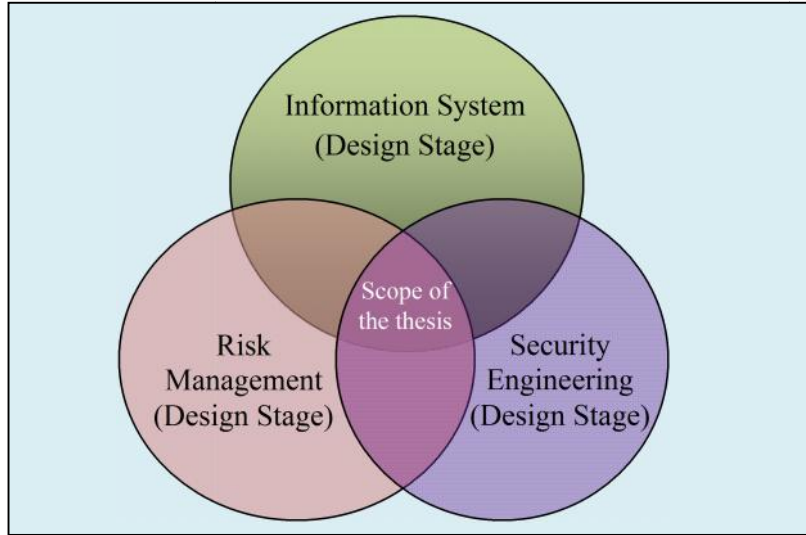 Information System
(Design Stage)
Scope of
the thesis
Risk
Management
(Design Stage)
Security
Engineering
(Design Stage)